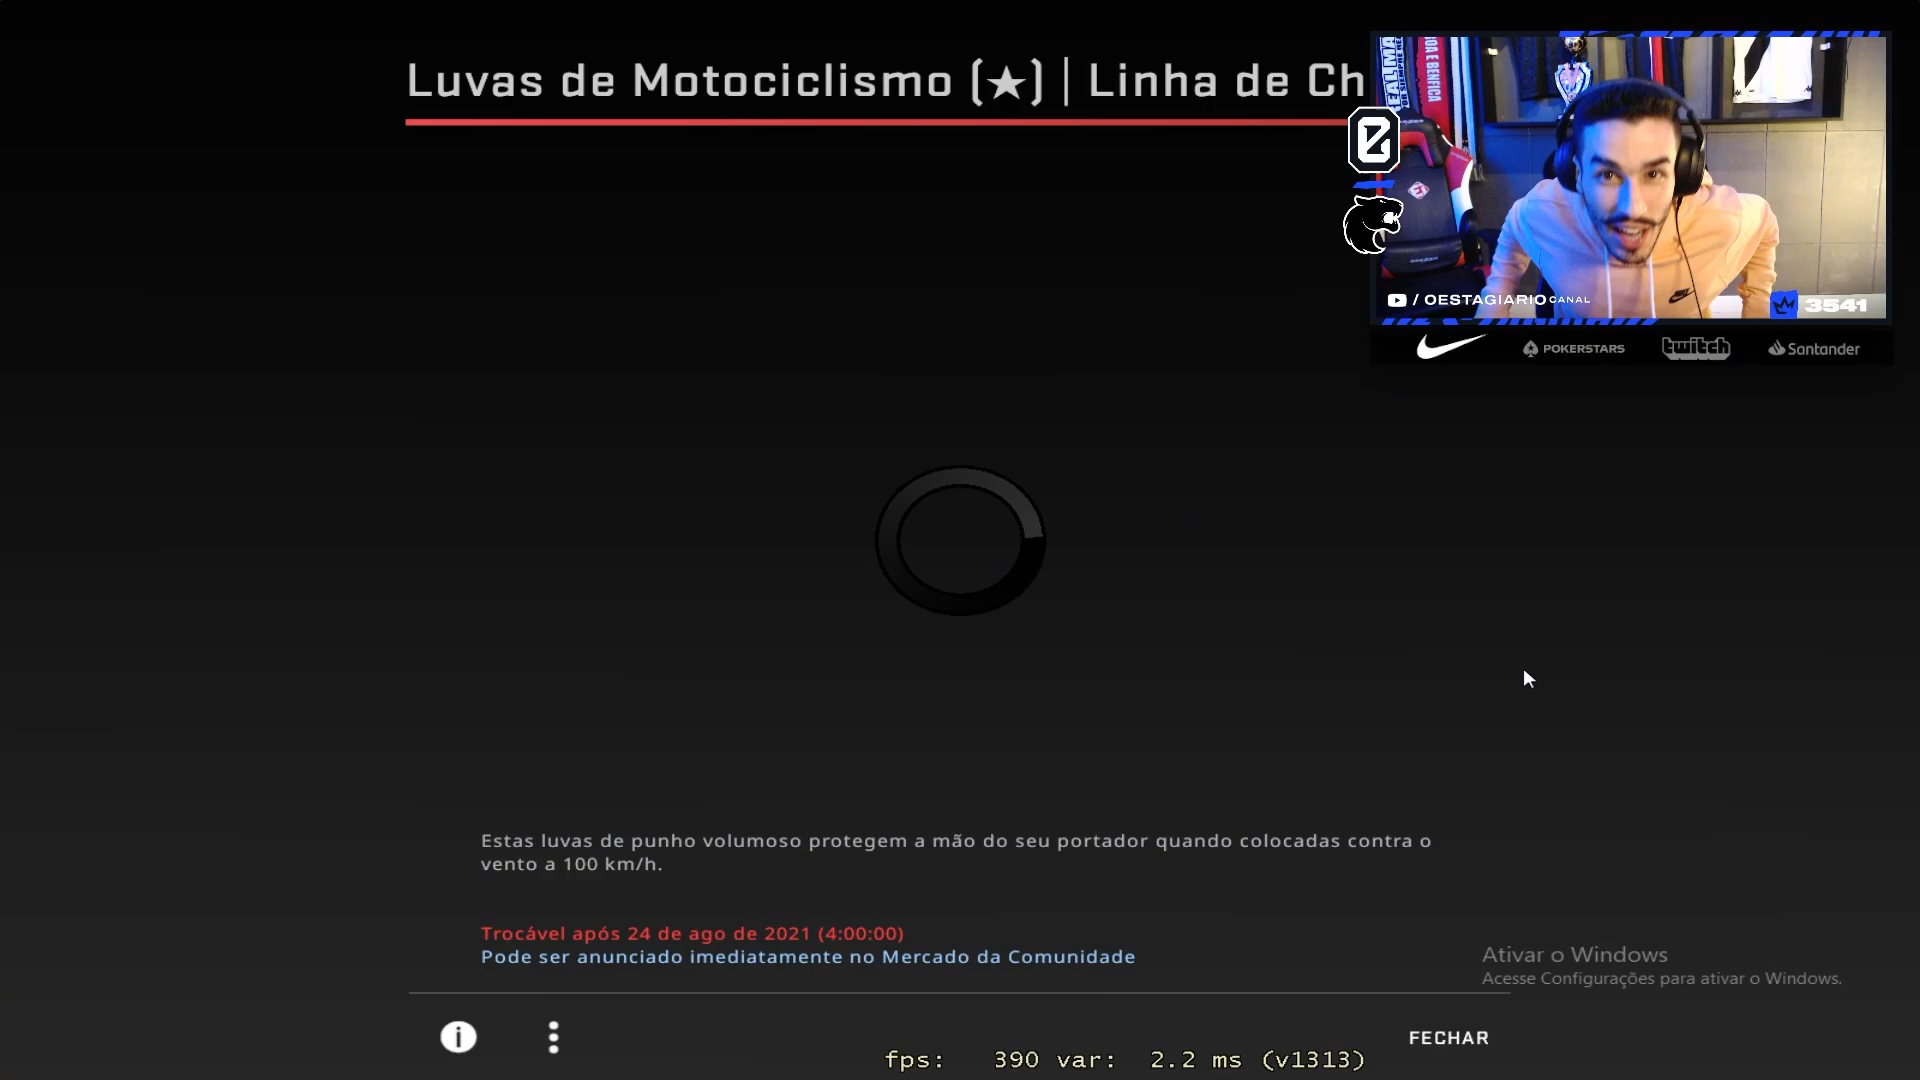 Luvas de Motociclismo (★) | Linha de Ch
/ OESTAGIARIOCANAL
3541
POKERSTARS
twitch
Santander
Estas luvas de punho volumoso protegem a mão do seu portador quando colocadas contra o
vento a 100 km/h.
Trocável após 24 de ago de 2021 (4:00:00)
Pode ser anunciado imediatamente no Mercado da Comunidade
Ativar o Windows
Acesse Configurações para ativar o Windows.
FECHAR
fps: 390 var: 2.2 ms (v1313)